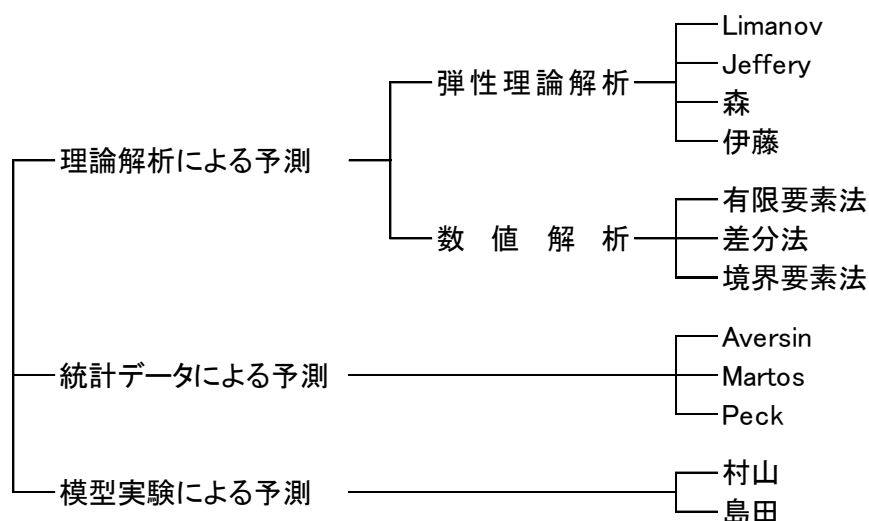 理論解析による予測
弾性理論解析
Limanov
Jeffery
森
伊藤
数値解析
有限要素法
差分法
境界要素法
統計データによる予測
Aversin
Martos
Peck
模型実験による予測
村山
島田